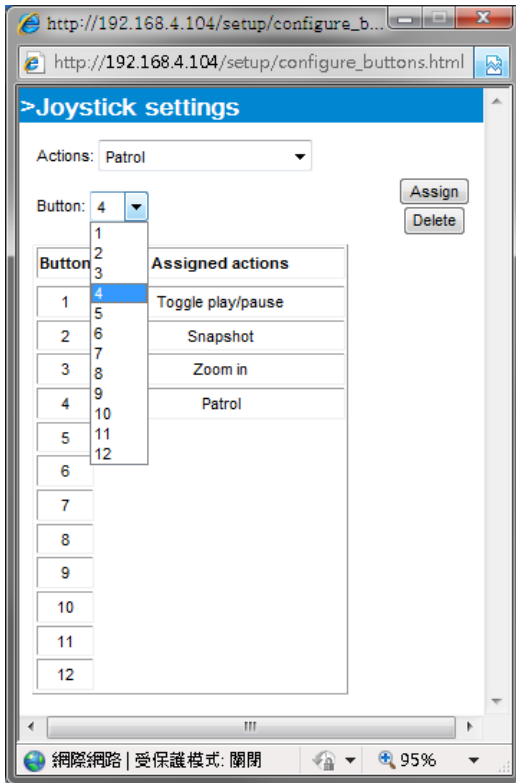 http://192.168.4.104/setup/configure_b...
http://192.168.4.104/setup/configure_buttons.html
>Joystick settings
Actions: Patrol
Button: 4
Assign
Delete
1
2
3
4
5
6
7
8
9
10
11
12
Button Assigned actions
1 Toggle play/pause
2 Snapshot
3 Zoom in
4 Patrol
5
6
7
8
9
10
11
12
網際網路 | 受保護模式: 關閉 95%